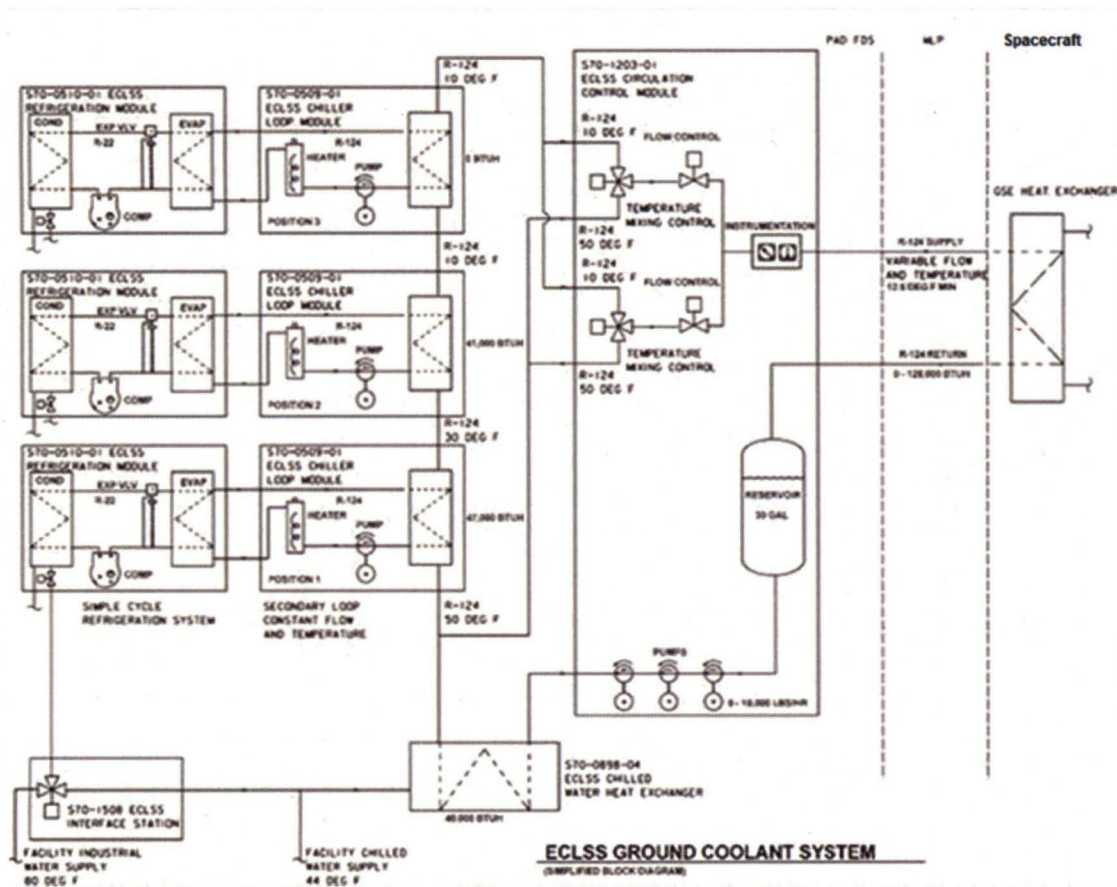 PAD FDS
MLP
Spacecraft
S70-0510-01 ECLSS
REFRIGERATION MODULE
COND
EXP VLV
R-22
EVAP
COMP
S70-0509-01
ECLSS CHILLER
LOOP MODULE
R-124
HEATER
PUMP
POSITION 3
0 BTUH
R-124
10 DEG F
R-124
10 DEG F
S70-0510-01 ECLSS
REFRIGERATION MODULE
COND
EXP VLV
R-22
EVAP
COMP
S70-0509-01
ECLSS CHILLER
LOOP MODULE
R-124
HEATER
PUMP
POSITION 2
41,000 BTUH
R-124
30 DEG F
S70-0510-01 ECLSS
REFRIGERATION MODULE
COND
EXP VLV
R-22
EVAP
COMP
SIMPLE CYCLE
REFRIGERATION SYSTEM
S70-0509-01
ECLSS CHILLER
LOOP MODULE
R-124
HEATER
PUMP
POSITION 1
47,000 BTUH
SECONDARY LOOP
CONSTANT FLOW
AND TEMPERATURE
R-124
50 DEG F
S70-1203-01
ECLSS CIRCULATION
CONTROL MODULE
R-124
10 DEG F
FLOW CONTROL
TEMPERATURE
MIXING CONTROL
R-124
50 DEG F
R-124
10 DEG F
FLOW CONTROL
TEMPERATURE
MIXING CONTROL
R-124
50 DEG F
INSTRUMENTATION
RESERVOIR
30 GAL
PUMPS
0-10,000 LBS/HR
R-124 SUPPLY
VARIABLE FLOW
AND TEMPERATURE
12.6 DEG F MIN
R-124 RETURN
0-128,000 BTUH
GSE HEAT EXCHANGER
S70-1508 ECLSS
INTERFACE STATION
FACILITY INDUSTRIAL
WATER SUPPLY
80 DEG F
FACILITY CHILLED
WATER SUPPLY
44 DEG F
40,000 BTUH
S70-0898-04
ECLSS CHILLED
WATER HEAT EXCHANGER
ECLSS GROUND COOLANT SYSTEM
(SIMPLIFIED BLOCK DIAGRAM)